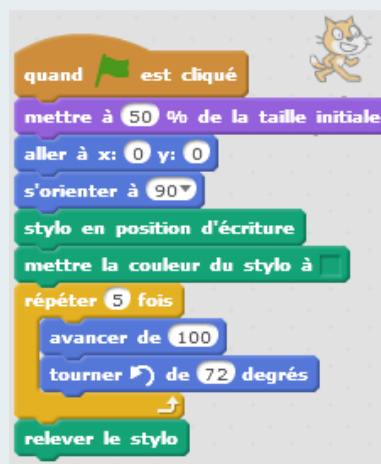 quand est cliqué
mettre à 50 % de la taille initiale
aller à x: 0 y: 0
s'orienter à 90
stylo en position d'écriture
mettre la couleur du stylo à
répéter 5 fois
avancer de 100
tourner de 72 degrés
relever le stylo